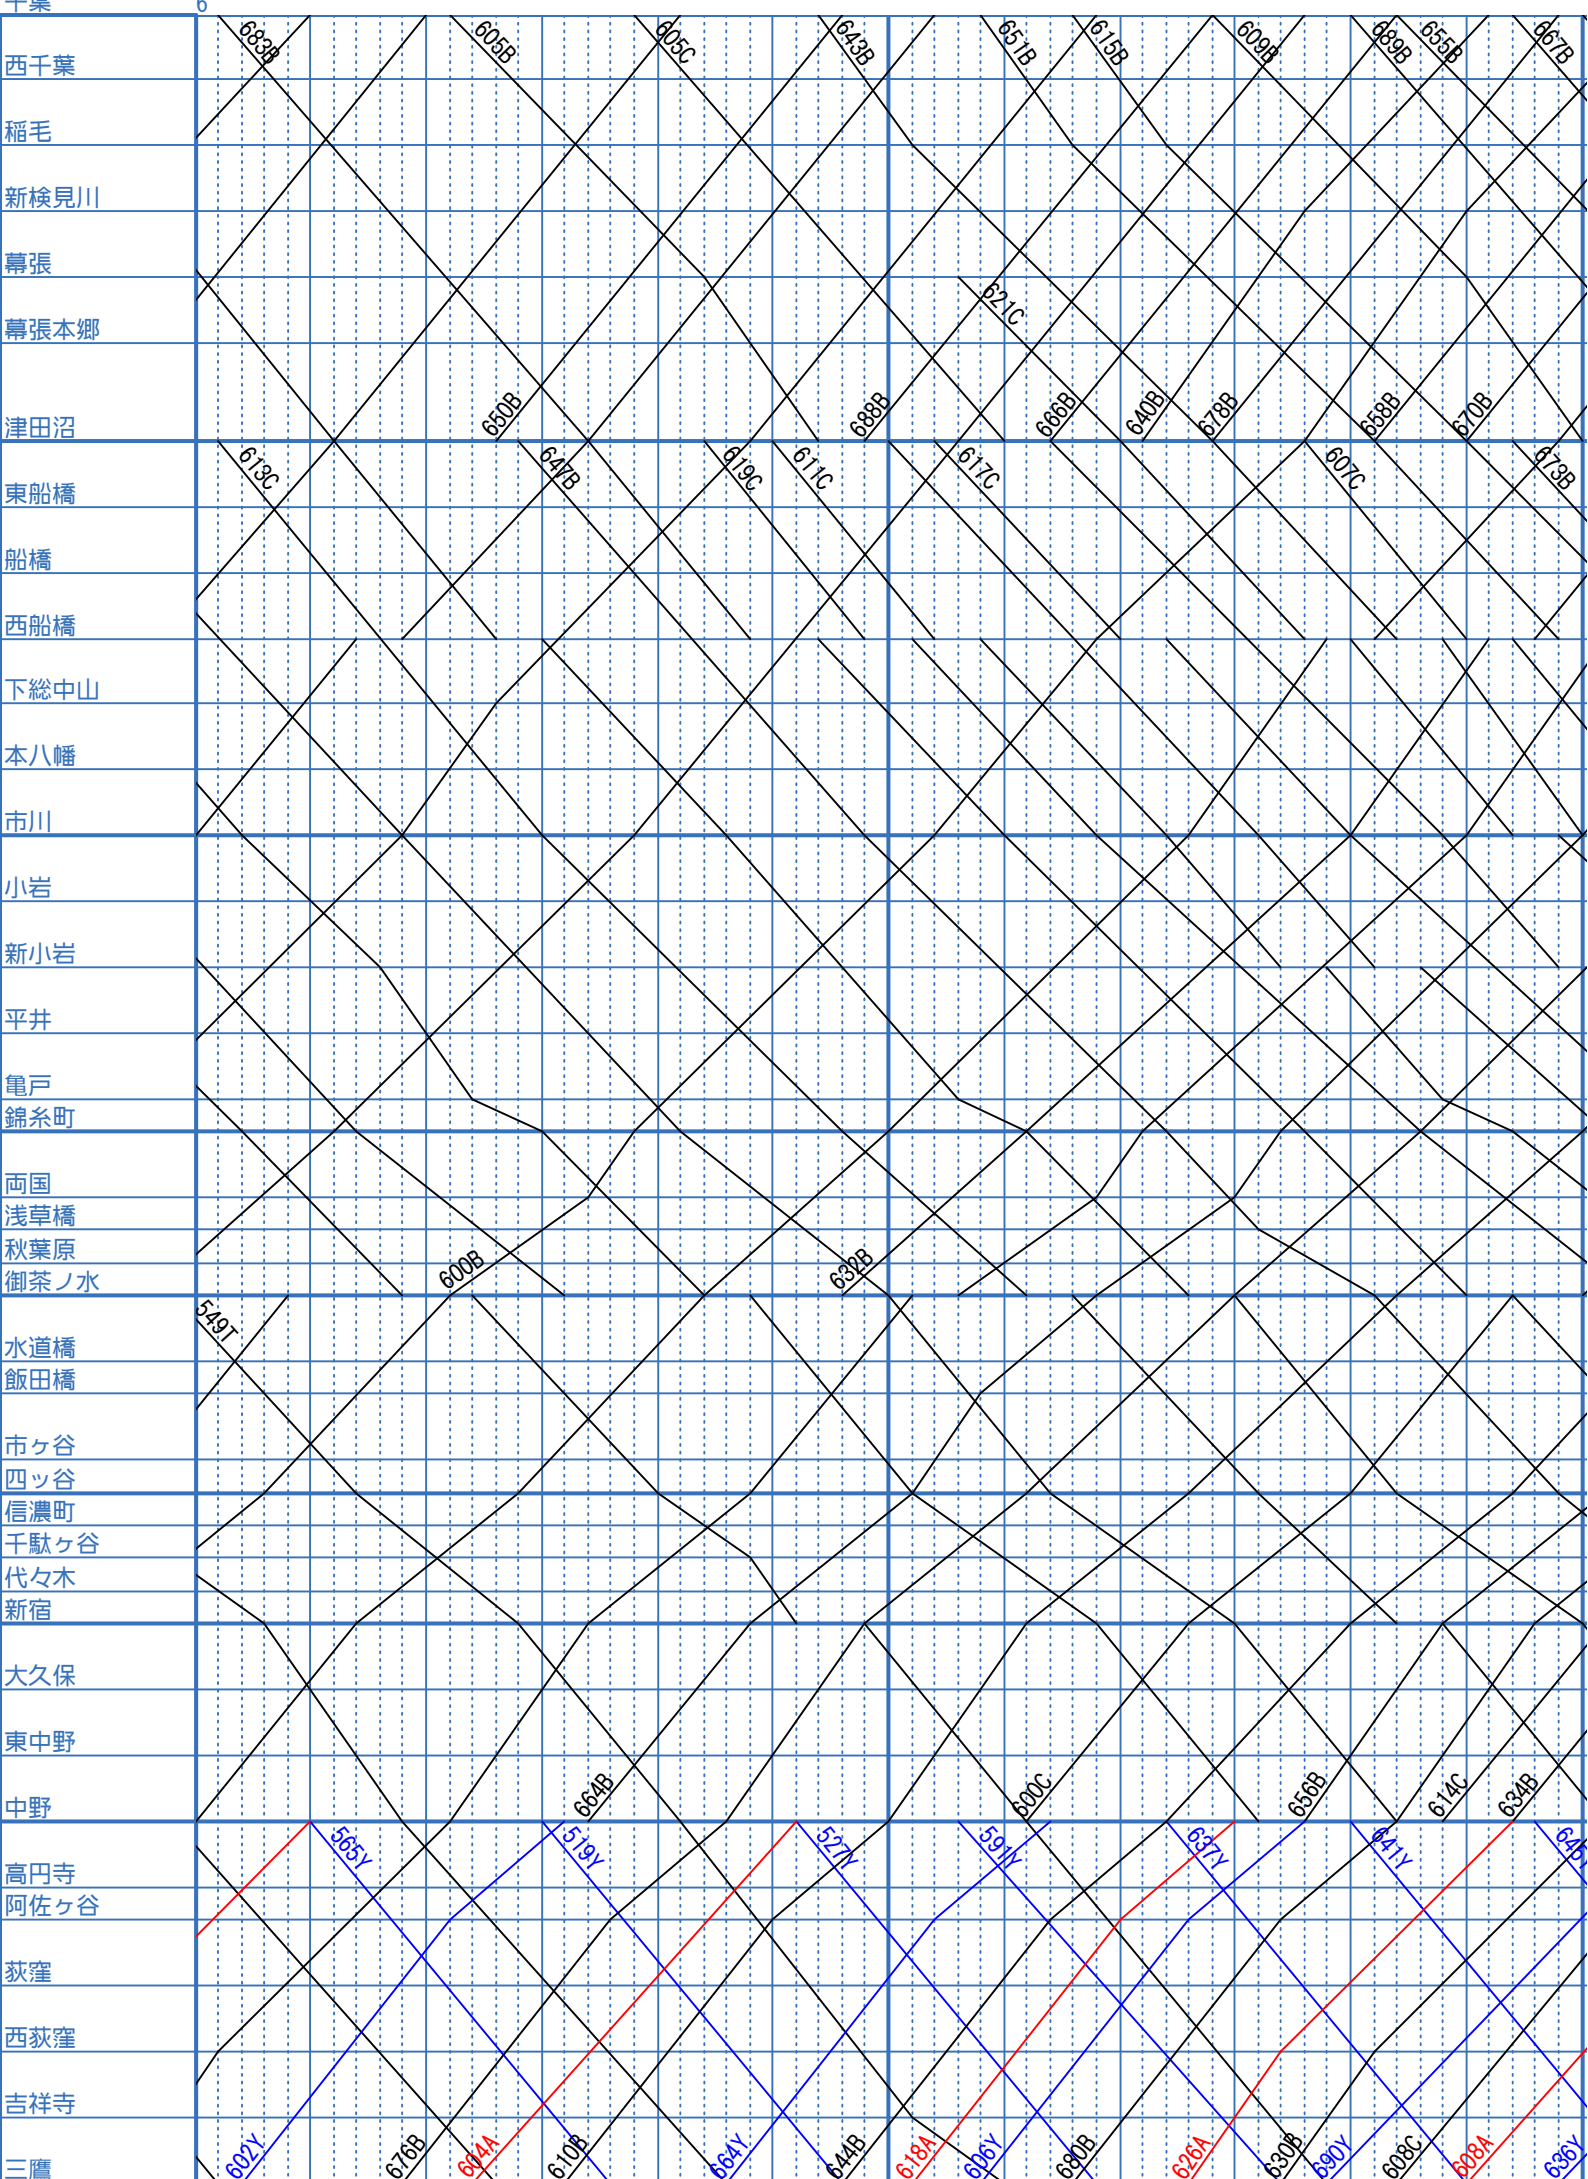 千葉
6
683B
605B
605C
643B
651B
615B
609B
689B
655B
667B
西千葉
稲毛
新検見川
幕張
621C
幕張本郷
津田沼
650B
688B
666B
640B
678B
658B
670B
613C
647B
619C
611C
617C
607C
673B
東船橋
船橋
西船橋
下総中山
本八幡
市川
小岩
新小岩
平井
亀戸
錦糸町
両国
浅草橋
秋葉原
御茶ノ水
600B
632B
549T
水道橋
飯田橋
市ヶ谷
四ッ谷
信濃町
千駄ヶ谷
代々木
新宿
大久保
東中野
中野
664B
600C
656B
614C
634B
565Y
519Y
527Y
591Y
637Y
641Y
高円寺
阿佐ヶ谷
荻窪
西荻窪
吉祥寺
三鷹
602Y
676B
604A
610B
664Y
644B
618A
606Y
680B
626A
630B
690Y
608C
608A
636Y